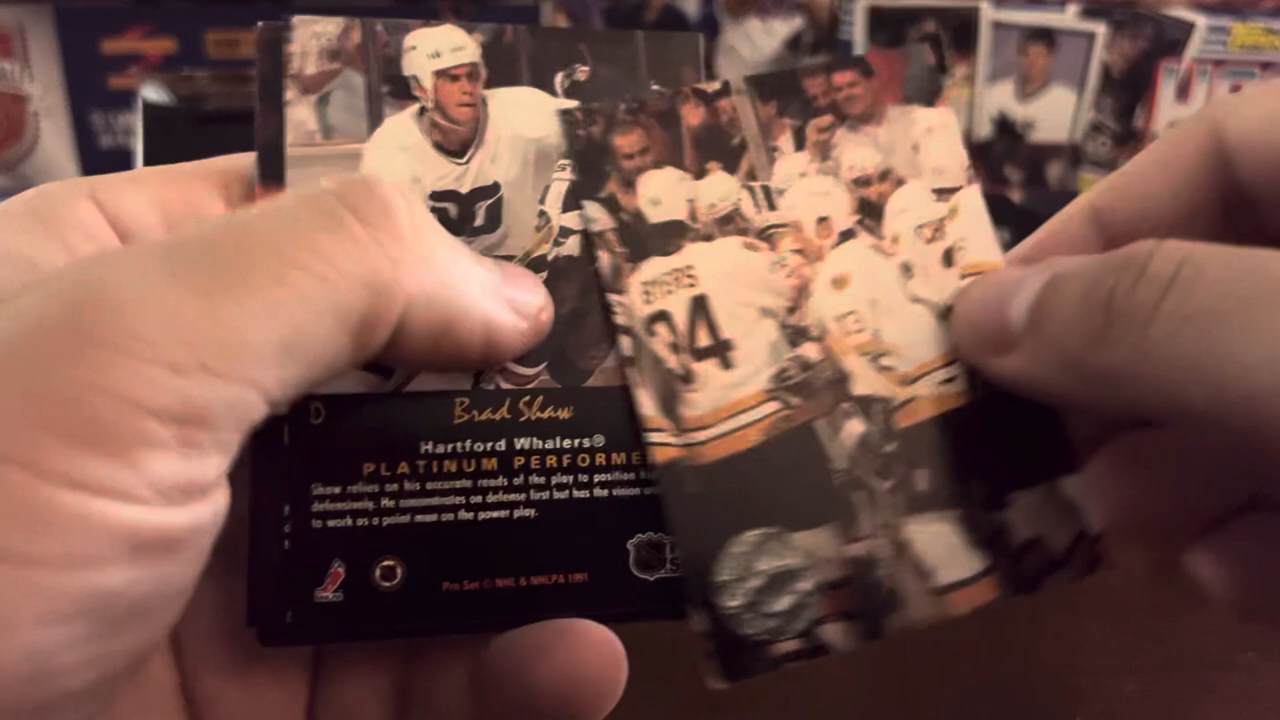 BYERS
34
D
Brad Shaw
Hartford Whalers®
PLATINUM PERFORME
Shaw relies on his accurate reads of the play to position
defensively. He concentrates on defense first but has the vision
to work as a point man on the power play.
Pro Set © NHL & NHLPA 1991